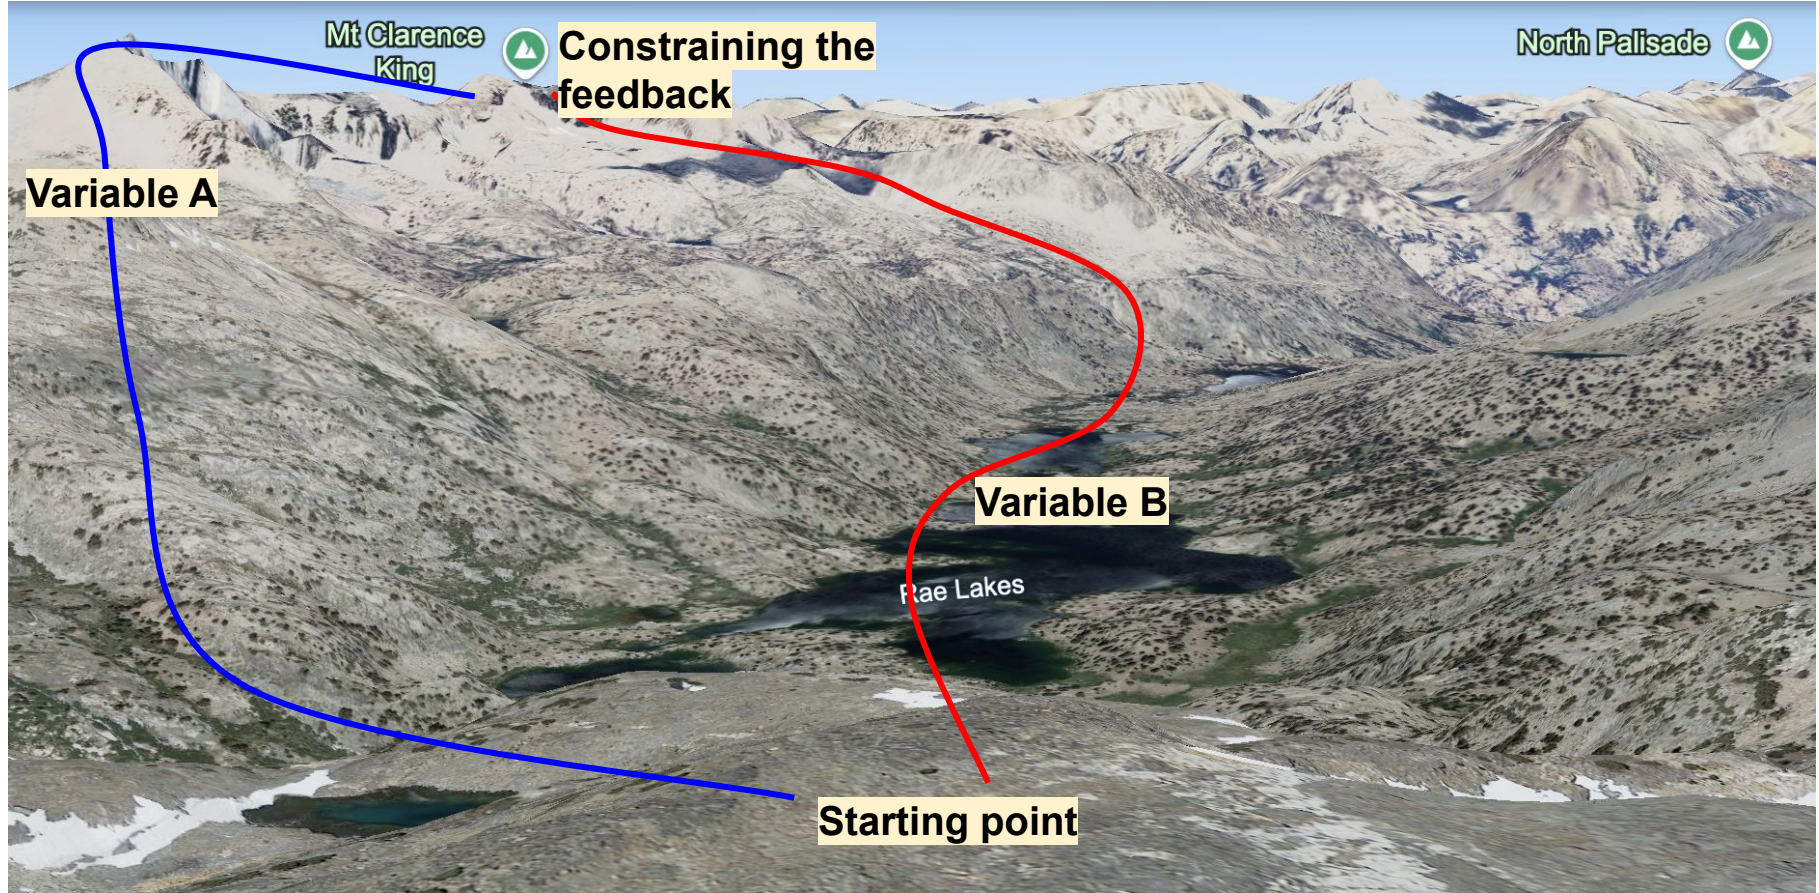 Mt Clarence
King
Constraining the
feedback
North Palisade
Variable A
Variable B
Rae Lakes
Starting point